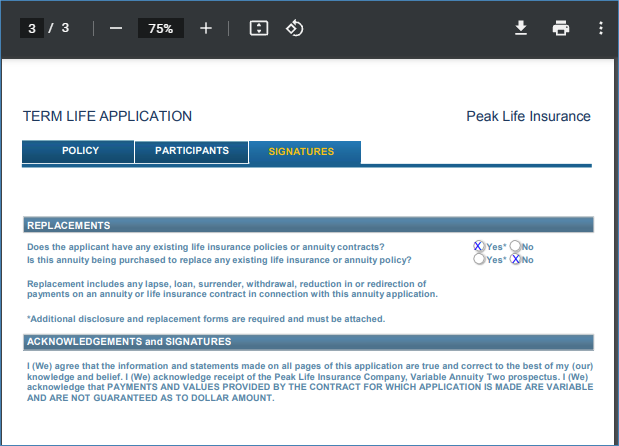 3 / 3 75%
TERM LIFE APPLICATION Peak Life Insurance
POLICY PARTICIPANTS SIGNATURES
REPLACEMENTS
Does the applicant have any existing life insurance policies or annuity contracts? X Yes* No
Is this annuity being purchased to replace any existing life insurance or annuity policy? Yes* X No
Replacement includes any lapse, loan, surrender, withdrawal, reduction in or redirection of
payments on an annuity or life insurance contract in connection with this annuity application.
*Additional disclosure and replacement forms are required and must be attached.
ACKNOWLEDGEMENTS and SIGNATURES
I (We) agree that the information and statements made on all pages of this application are true and correct to the best of my (our)
knowledge and belief. I (We) acknowledge receipt of the Peak Life Insurance Company, Variable Annuity Two prospectus. I (We)
acknowledge that PAYMENTS AND VALUES PROVIDED BY THE CONTRACT FOR WHICH APPLICATION IS MADE ARE VARIABLE
AND ARE NOT GUARANTEED AS TO DOLLAR AMOUNT.